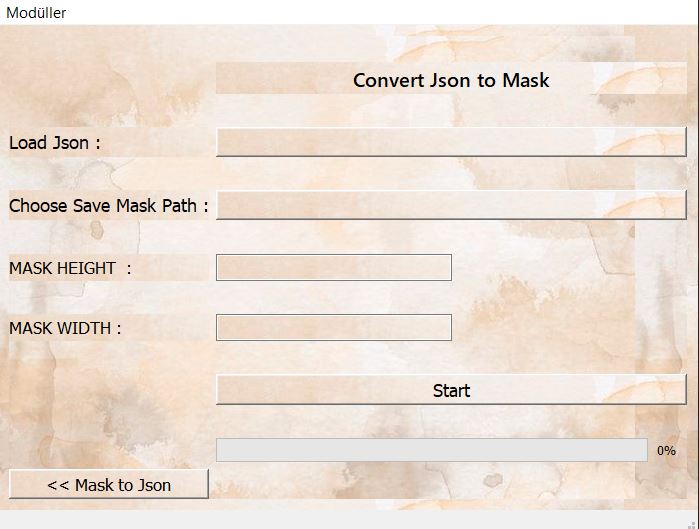 Modüller
Convert Json to Mask
Load Json :
Choose Save Mask Path :
MASK HEIGHT :
MASK WIDTH :
Start
0%
<< Mask to Json